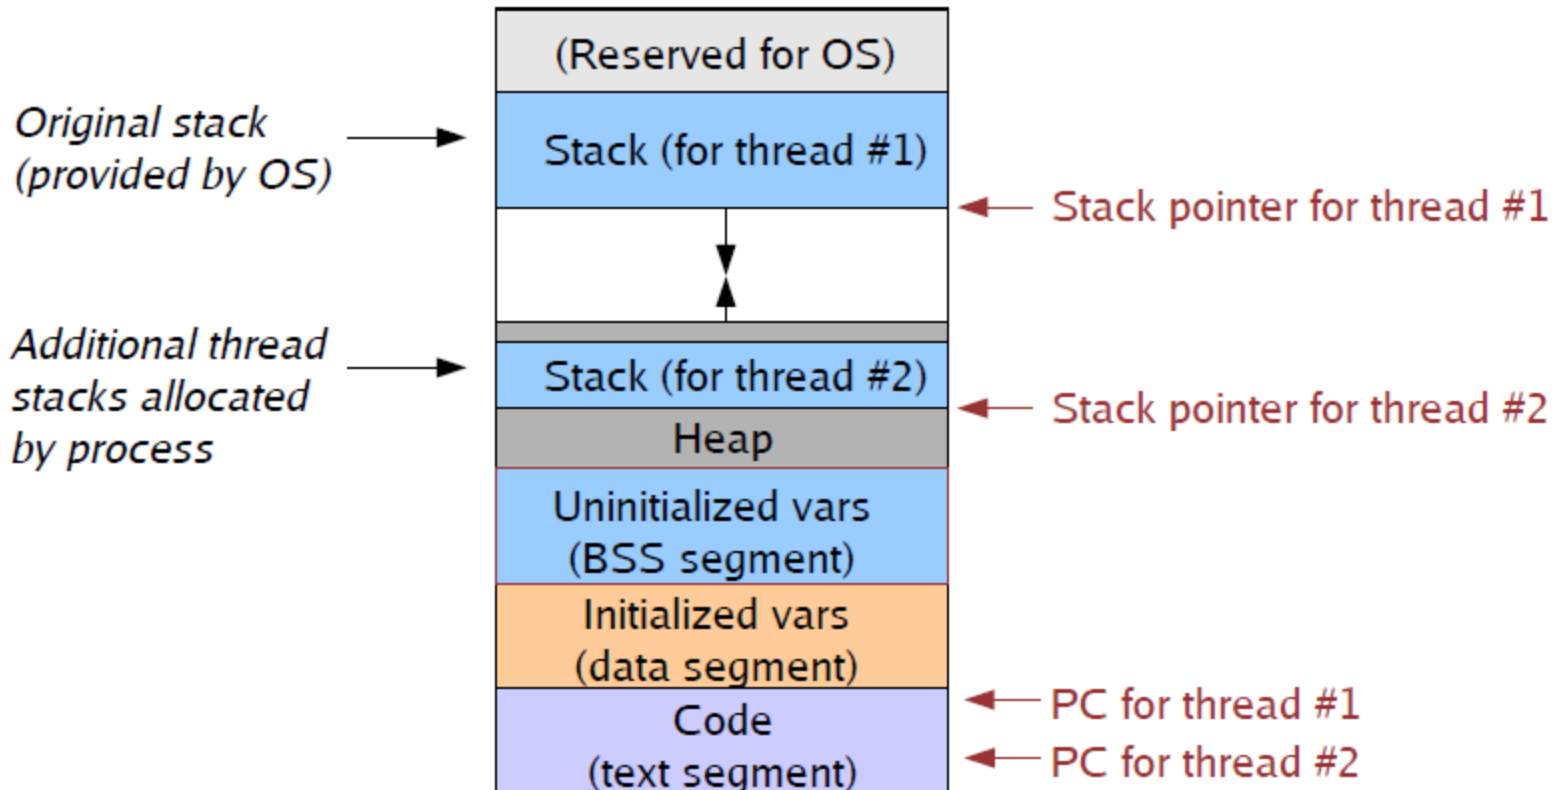 (Reserved for OS)
Original stack
(provided by OS)
Stack (for thread #1)
Stack pointer for thread #1
Additional thread
stacks allocated
by process
Stack (for thread #2)
Stack pointer for thread #2
Heap
Uninitialized vars
(BSS segment)
Initialized vars
(data segment)
Code
(text segment)
PC for thread #1
PC for thread #2